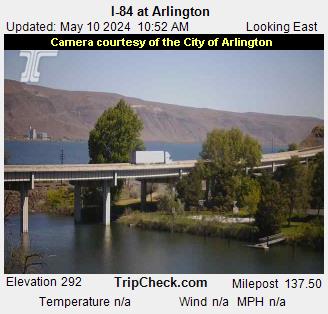 I-84 at Arlington
Updated: May 10 2024 10:52 AM Looking East
Camera courtesy of the City of Arlington
Elevation 292 TripCheck.com Milepost 137.50
Temperature n/a Wind n/a MPH n/a